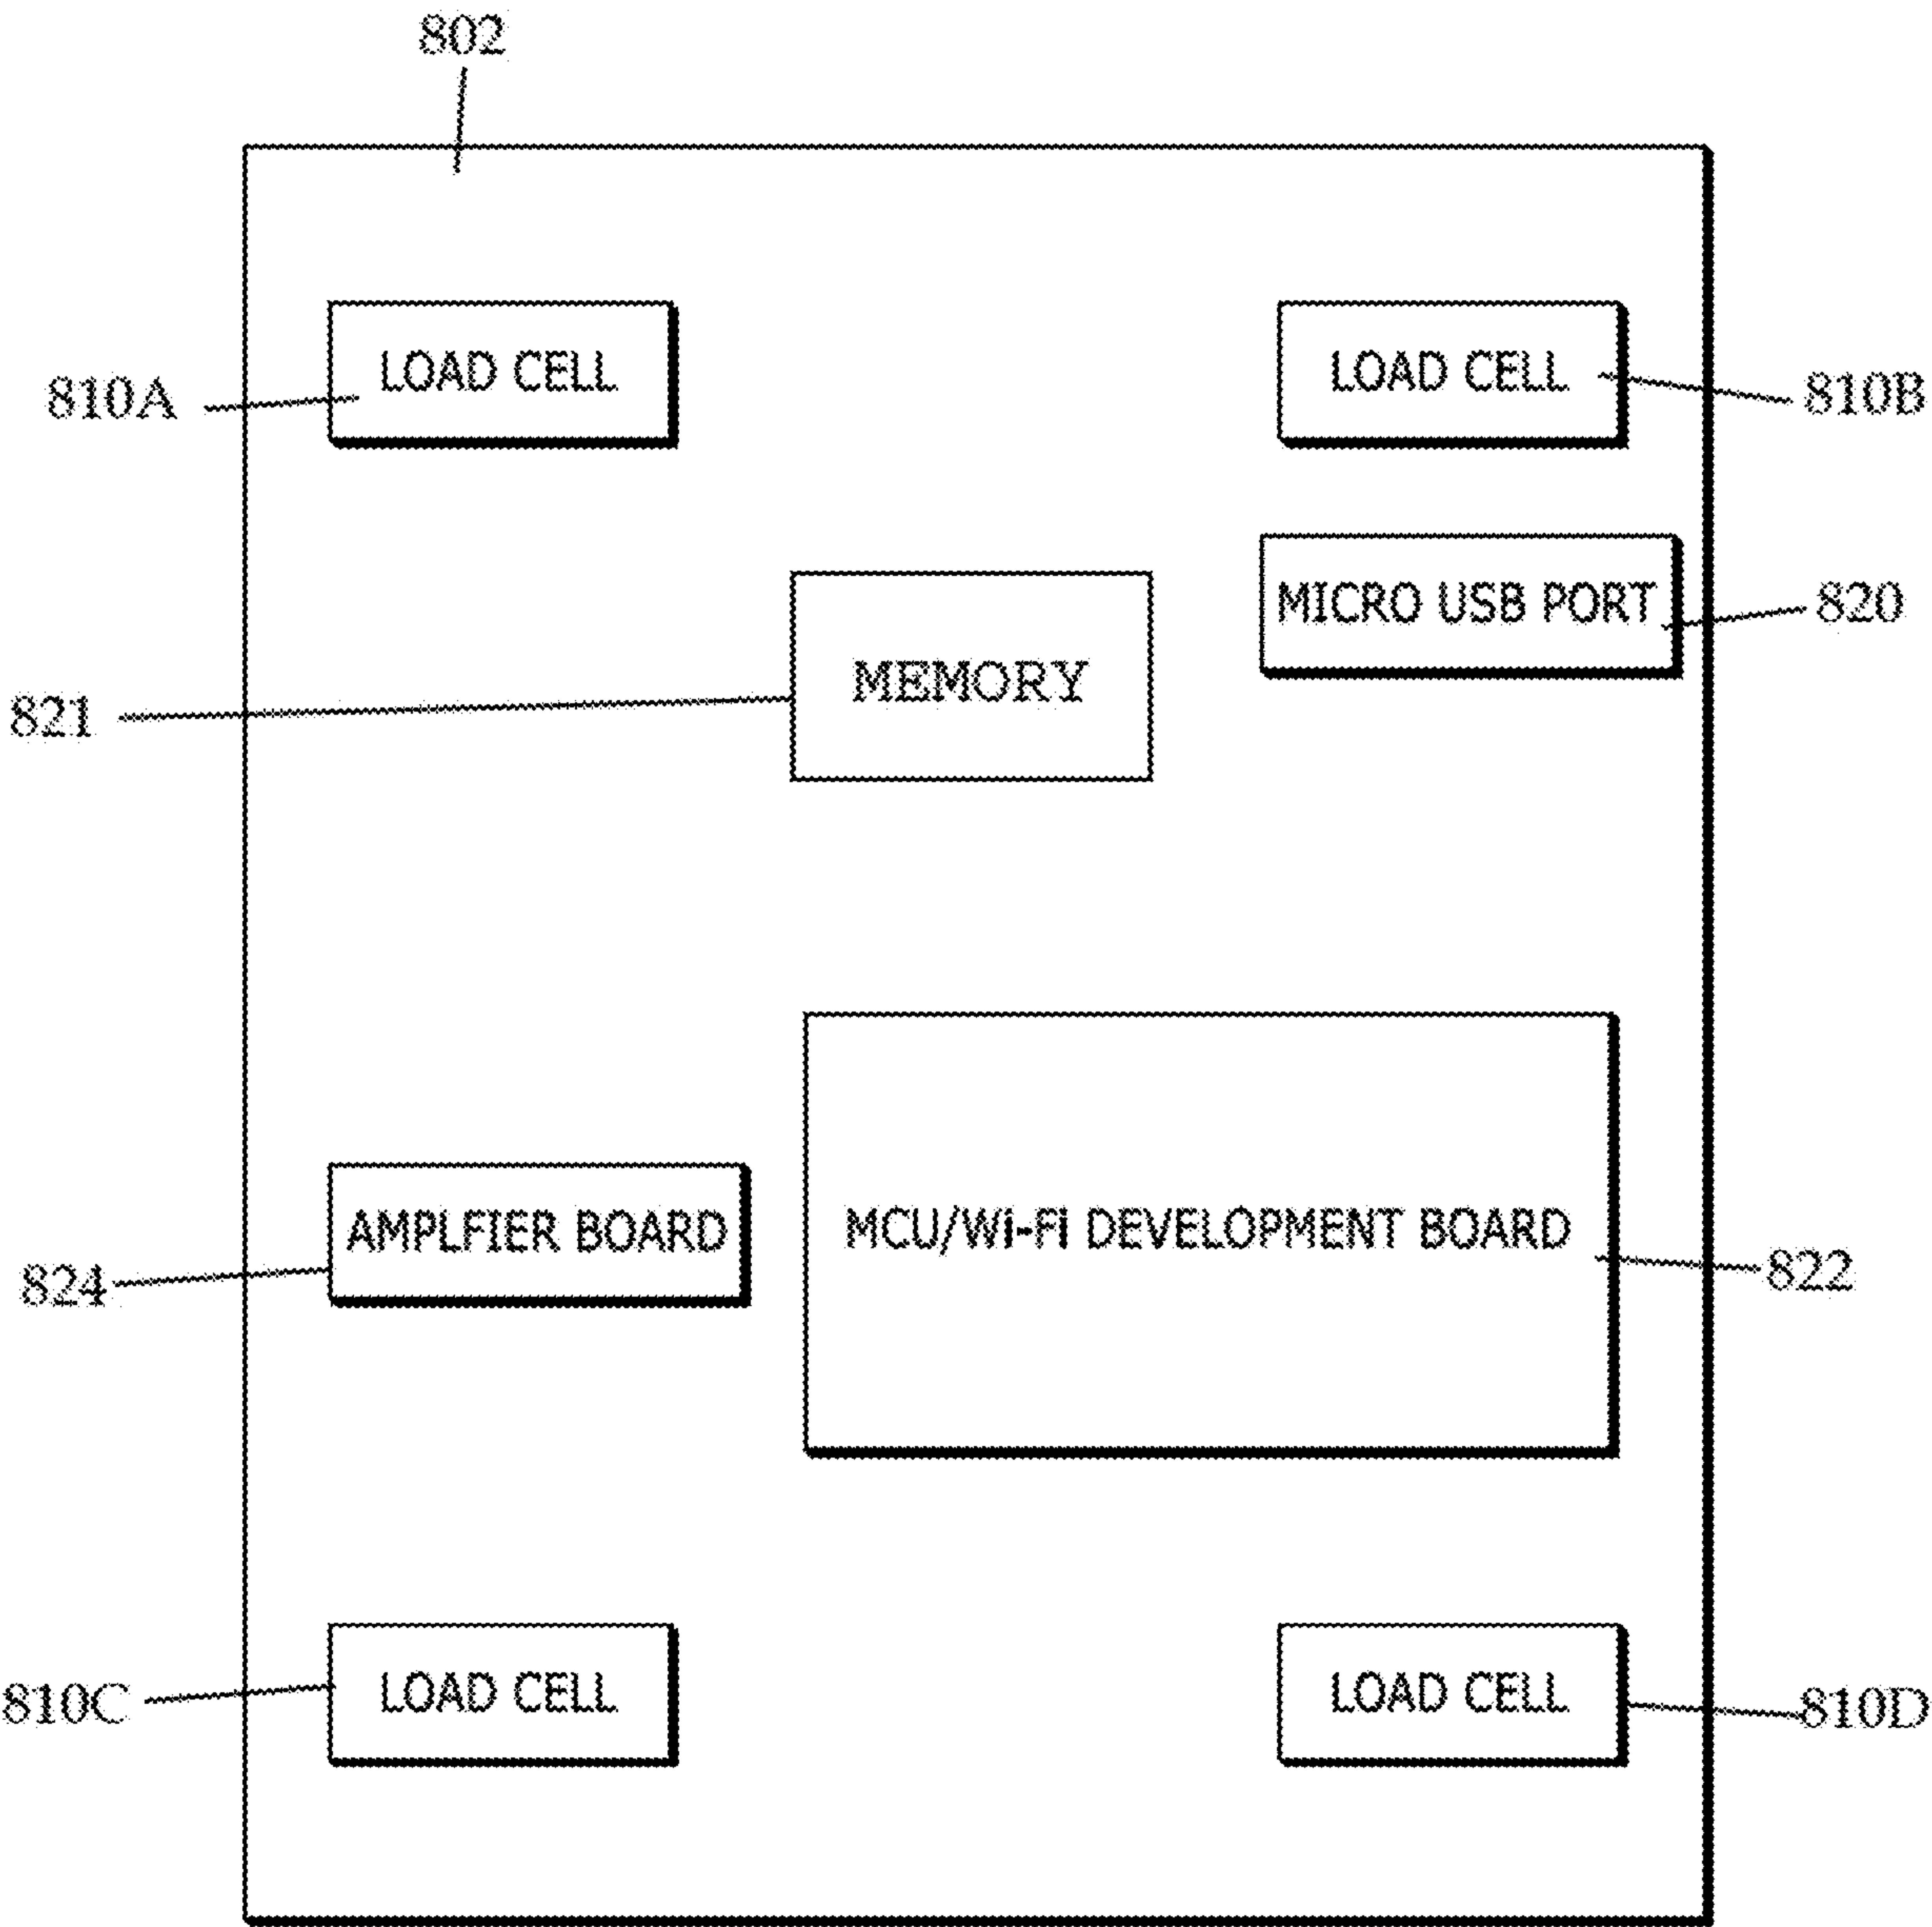 802
LOAD CELL
LOAD CELL
810A
810B
MICRO USB PORT
820
MEMORY
821
AMPLFIER BOARD
MCU/Wi-Fi DEVELOPMENT BOARD
824
822
LOAD CELL
LOAD CELL
810C
810D